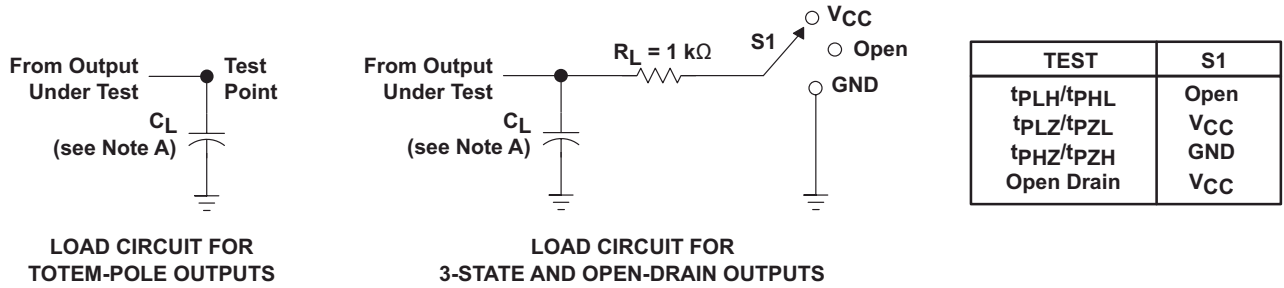 From Output
Under Test
Test
Point
CL
(see Note A)
LOAD CIRCUIT FOR
TOTEM-POLE OUTPUTS
From Output
Under Test
RL = 1 kΩ
S1
VCC
Open
GND
CL
(see Note A)
LOAD CIRCUIT FOR
3-STATE AND OPEN-DRAIN OUTPUTS
TEST S1
tPLH/tPHL Open
tPLZ/tPZL VCC
tPHZ/tPZH GND
Open Drain VCC